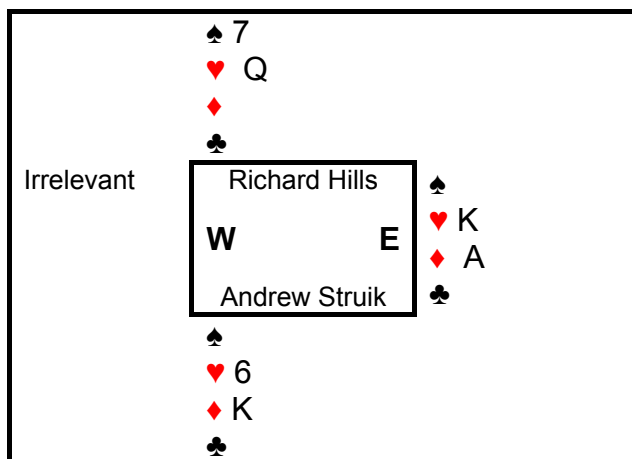 ♠ 7
♥ Q
♦
♣
Irrelevant
Richard Hills
W E
Andrew Struik
♠
♥ K
♦ A
♣
♠
♥ 6
♦ K
♣